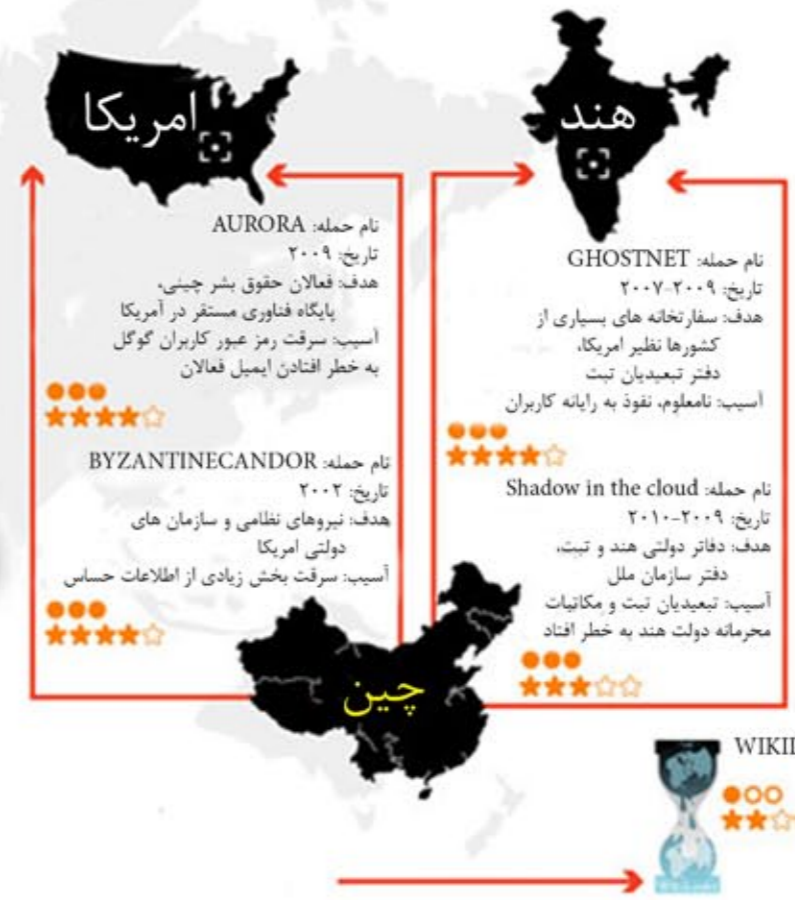 امریکا
هند
نام حمله: AURORA
تاریخ: ۲۰۰۹
هدف: فعالان حقوق بشر چینی،
پایگاه فناوری مستقر در آمریکا
آسیب: سرقت رمز عبور کاربران گوگل
به خطر افتادن ایمیل فعالان
نام حمله: GHOSTNET
تاریخ: ۲۰۰۹-۲۰۰۷
هدف: سفارتخانه های بسیاری از
کشورها نظیر امریکا،
دفتر تبعیدیان تبت
آسیب: نامعلوم، نفوذ به رایانه کاربران
نام حمله: BYZANTINECANDOR
تاریخ: ۲۰۰۲
هدف: نیروهای نظامی و سازمان های
دولتی امریکا
آسیب: سرقت بخش زیادی از اطلاعات حساس
نام حمله: Shadow in the cloud
تاریخ: ۲۰۰۹-۲۰۱۰
هدف: دفاتر دولتی هند و تبت،
دفتر سازمان ملل
آسیب: تبعیدیان تبت و مکاتبات
محرمانه دولت هند به خطر افتاد
چین